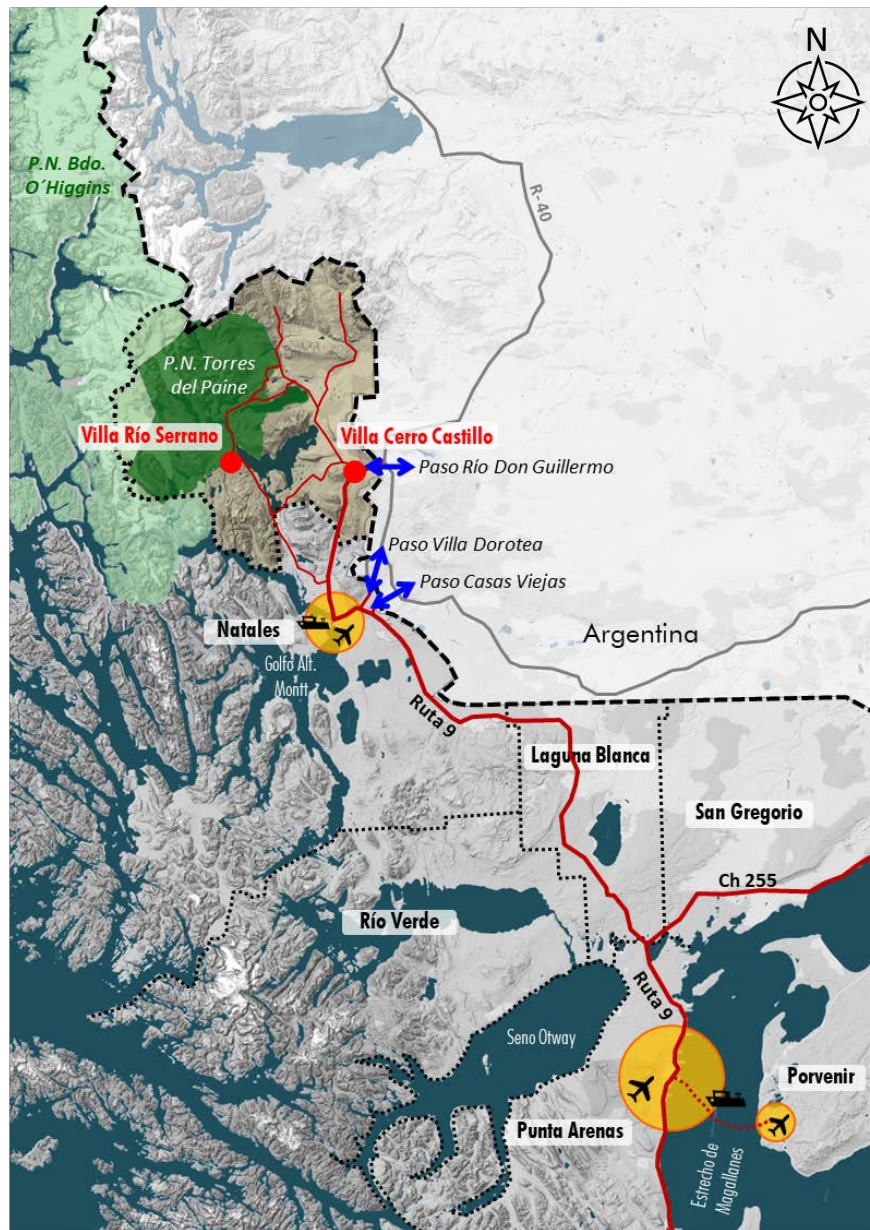 N
P.N. Bdo.
O´Higgins
R-40
P.N. Torres
del Paine
Villa Río Serrano
Villa Cerro Castillo
Paso Río Don Guillermo
Paso Villa Dorotea
Paso Casas Viejas
Natales
Argentina
Golfo Alt.
Montt
Ruta 9
Laguna Blanca
San Gregorio
Ch 255
Río Verde
Ruta 9
Seno Otway
Porvenir
Punta Arenas
Estrecho de
Magallanes